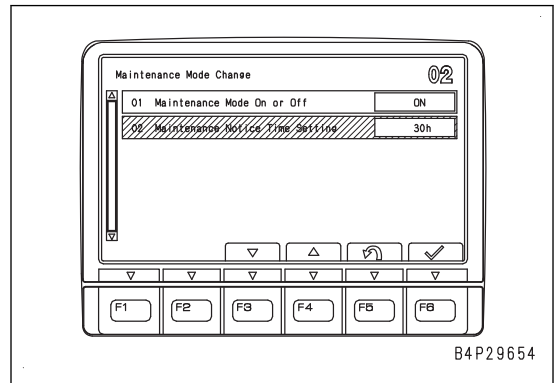 Maintenance Mode Change
02
01 Maintenance Mode On or Off ON
02 Maintenance Notice Time Setting 30h
F1 F2 F3 F4 F5 F6
B4P29654